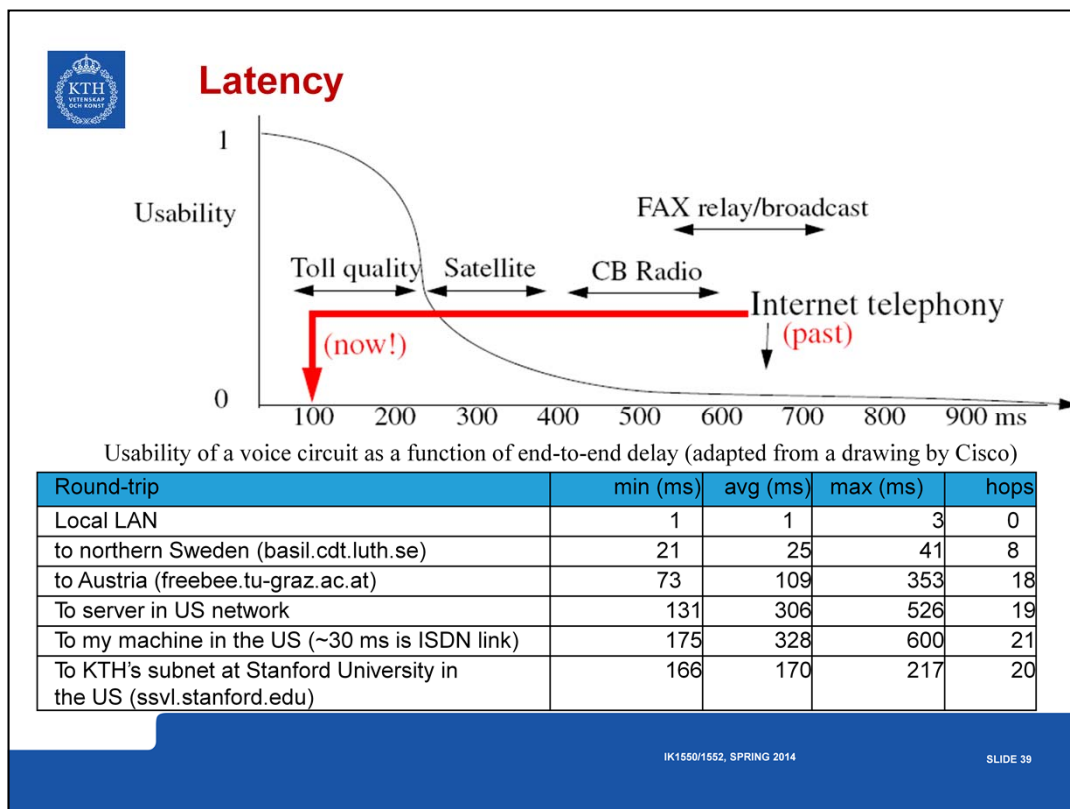 KTH
VETENSKAP
OCH KONST
Latency
1
Usability
FAX relay/broadcast
Toll quality
Satellite
CB Radio
Internet telephony
(now!)
(past)
0
100 200 300 400 500 600 700 800 900 ms
Usability of a voice circuit as a function of end-to-end delay (adapted from a drawing by Cisco)
Round-trip min (ms) avg (ms) max (ms) hops
Local LAN 1 1 3 0
to northern Sweden (basil.cdt.luth.se) 21 25 41 8
to Austria (freebee.tu-graz.ac.at) 73 109 353 18
To server in US network 131 306 526 19
To my machine in the US (~30 ms is ISDN link) 175 328 600 21
To KTH’s subnet at Stanford University in 166 170 217 20
the US (ssvl.stanford.edu)
IK1550/1552, SPRING 2014
SLIDE 39